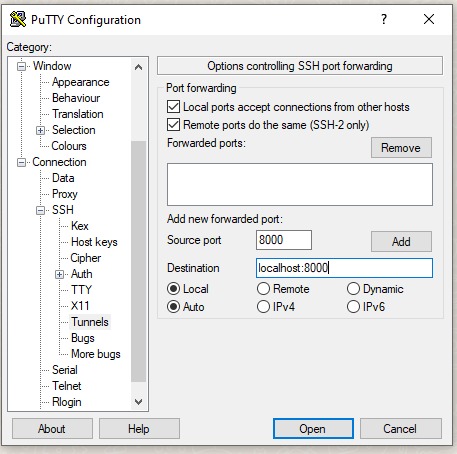 PuTTY Configuration
Category:
Window
Appearance
Behaviour
Translation
Selection
Colours
Connection
Data
Proxy
SSH
Kex
Host keys
Cipher
Auth
TTY
X11
Tunnels
Bugs
More bugs
Serial
Telnet
Rlogin
Options controlling SSH port forwarding
Port forwarding
Local ports accept connections from other hosts
Remote ports do the same (SSH-2 only)
Forwarded ports: Remove
Add new forwarded port:
Source port 8000 Add
Destination localhost:8000
Local Remote Dynamic
Auto IPv4 IPv6
About Help Open Cancel